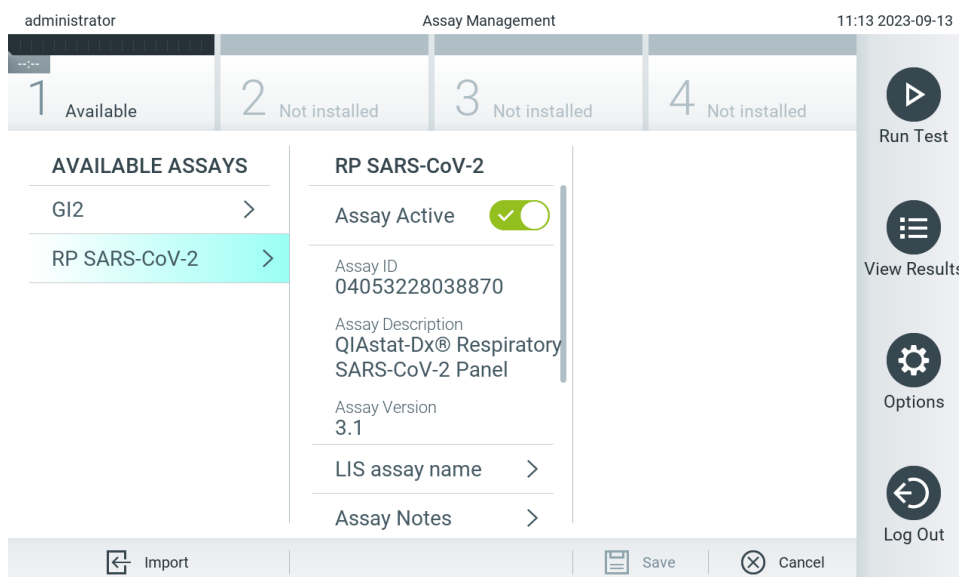 administrator
Assay Management
11:13 2023-09-13
--:--
1 Available
2 Not installed
3 Not installed
4 Not installed
Run Test
View Results
Options
Log Out
AVAILABLE ASSAYS
GI2
RP SARS-CoV-2
RP SARS-CoV-2
Assay Active
Assay ID
04053228038870
Assay Description
QIAstat-Dx® Respiratory
SARS-CoV-2 Panel
Assay Version
3.1
LIS assay name
Assay Notes
Import
Save
Cancel